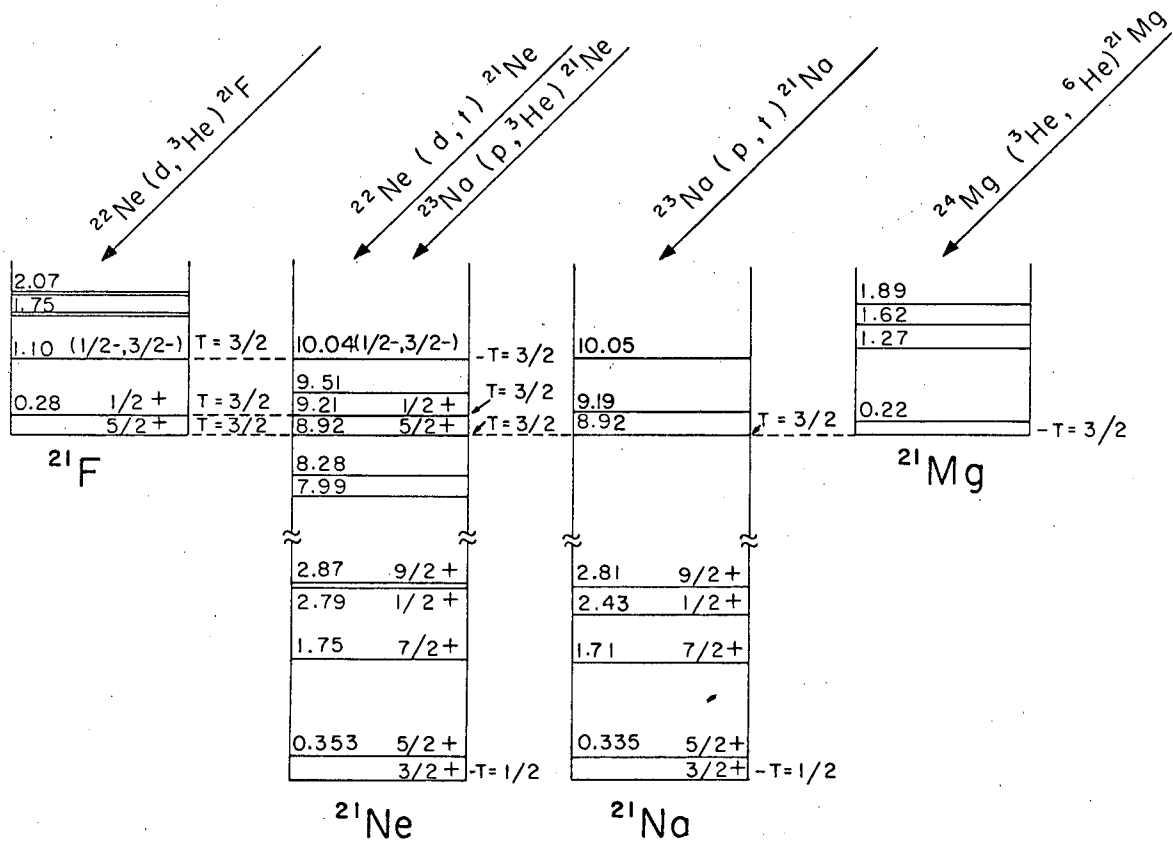 ²²Ne (d, ³He) ²¹F
²²Ne (d, t) ²¹Ne
²³Na (p, ³He) ²¹Ne
²³Na (p, t) ²¹Na
²⁴Mg (³He, ⁶He) ²¹Mg
2.07
1.75
1.10 (1/2-,3/2-) T = 3/2
0.28 1/2 + T = 3/2
5/2 + T = 3/2
²¹F
10.04(1/2-,3/2-) -T= 3/2
9.51 T= 3/2
9.21 1/2 +
8.92 5/2 + T= 3/2
8.28
7.99
2.87 9/2 +
2.79 1/2 +
1.75 7/2 +
0.353 5/2 +
3/2+ -T= 1/2
²¹Ne
10.05
9.19
8.92 T = 3/2
2.81 9/2 +
2.43 1/2 +
1.71 7/2 +
0.335 5/2 +
3/2+ -T= 1/2
²¹Na
1.89
1.62
1.27
0.22
-T= 3/2
²¹Mg